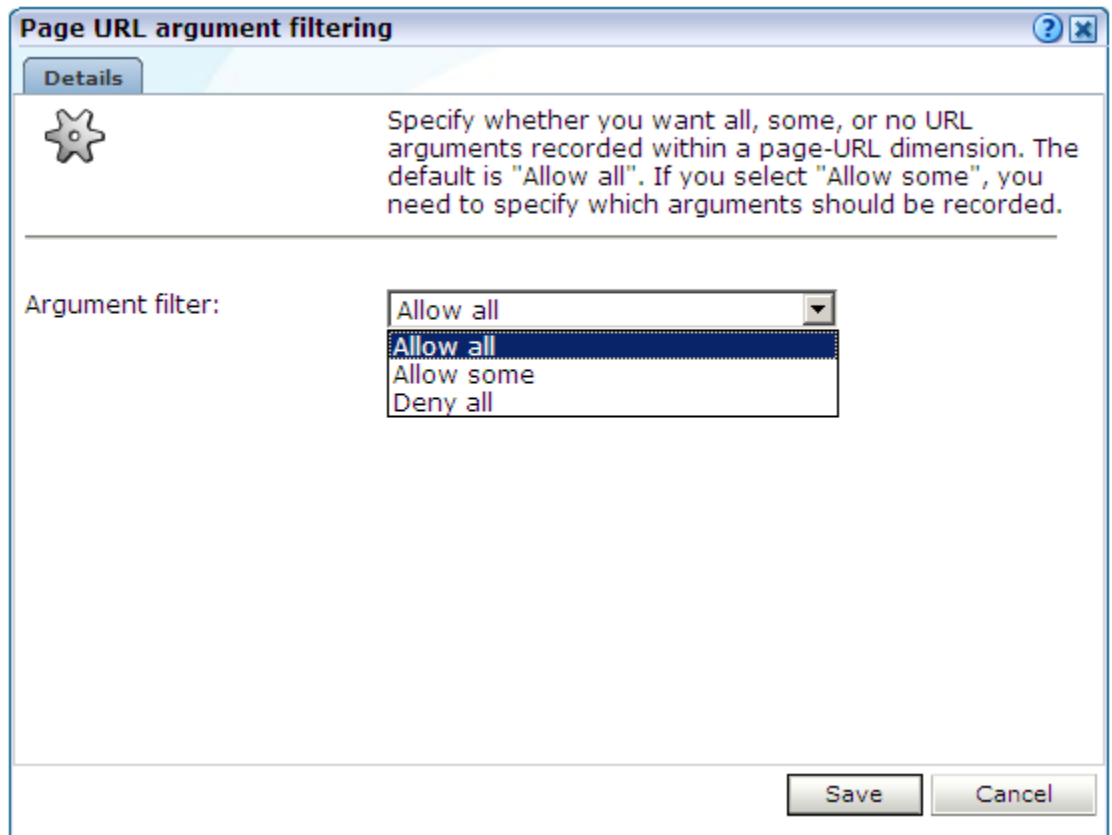 Page URL argument filtering
?
Details
Specify whether you want all, some, or no URL
arguments recorded within a page-URL dimension. The
default is "Allow all". If you select "Allow some", you
need to specify which arguments should be recorded.
Argument filter:
Allow all
Allow all
Allow some
Deny all
Save
Cancel